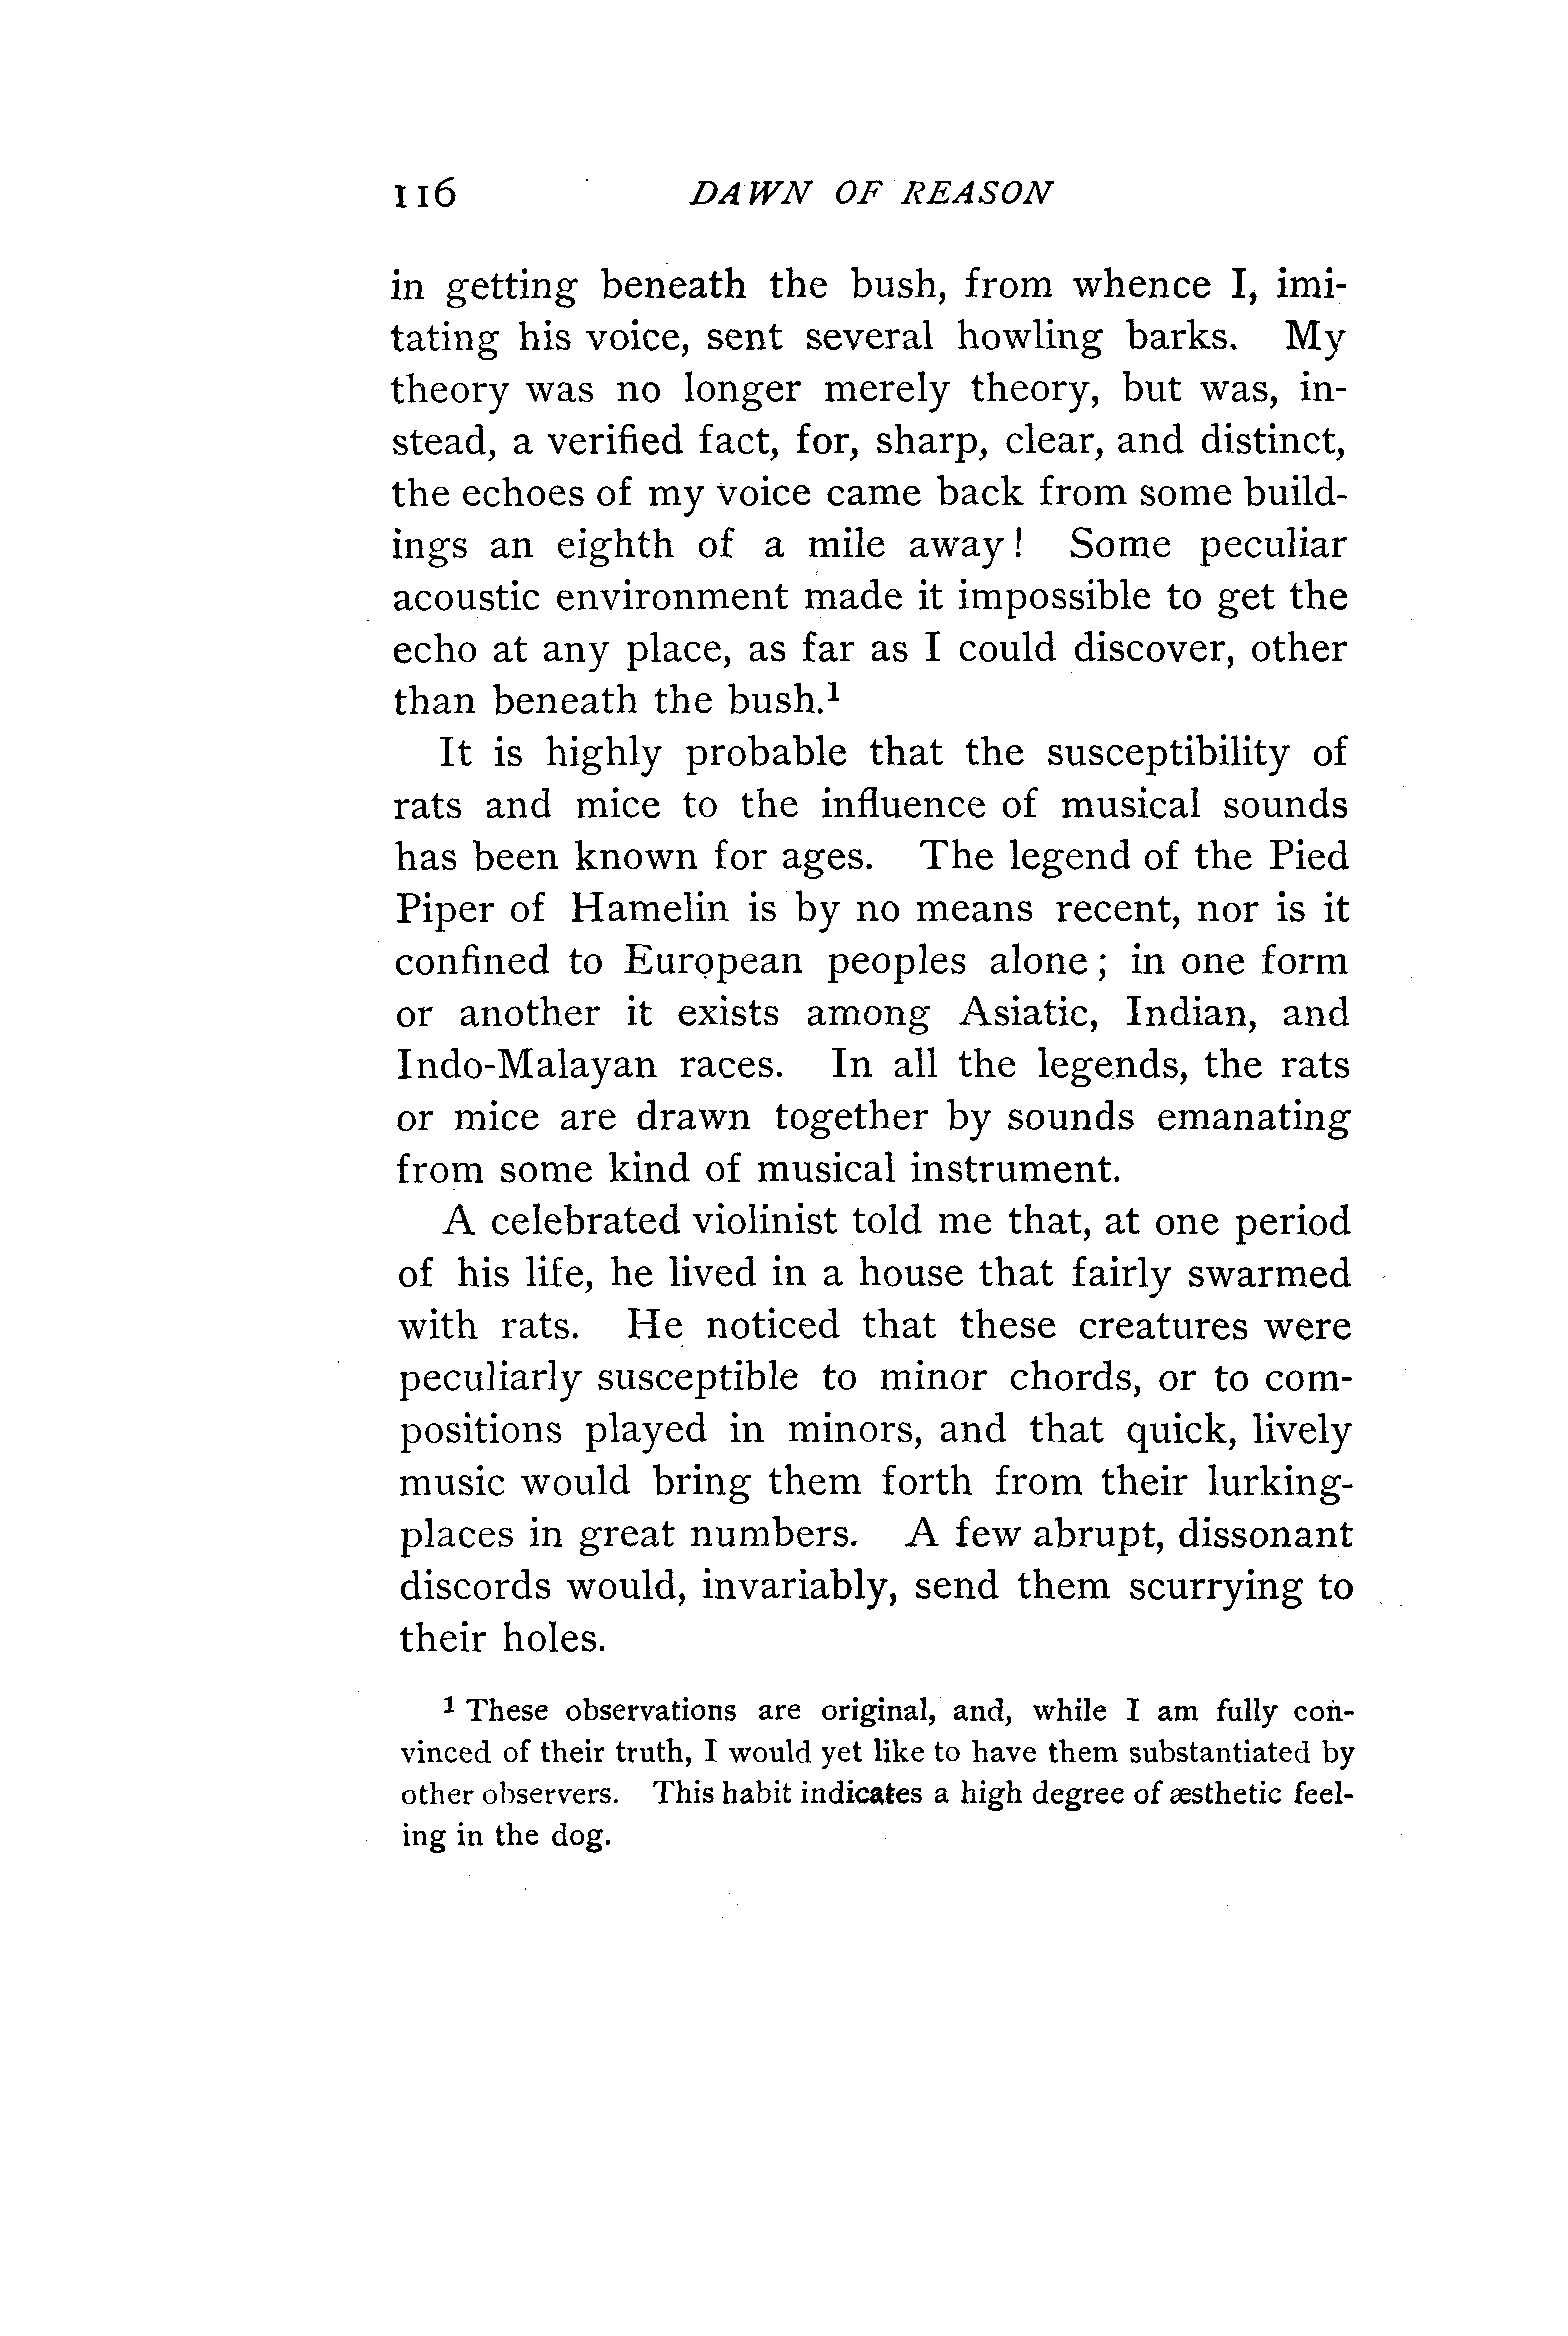 116 DAWN OF REASON
in getting beneath the bush, from whence I, imi-
tating his voice, sent several howling barks. My
theory was no longer merely theory, but was, in-
stead, a verified fact, for, sharp, clear, and distinct,
the echoes of my voice came back from some build-
ings an eighth of a mile away! Some peculiar
acoustic environment made it impossible to get the
echo at any place, as far as I could discover, other
than beneath the bush.¹
It is highly probable that the susceptibility of
rats and mice to the influence of musical sounds
has been known for ages. The legend of the Pied
Piper of Hamelin is by no means recent, nor is it
confined to European peoples alone; in one form
or another it exists among Asiatic, Indian, and
Indo-Malayan races. In all the legends, the rats
or mice are drawn together by sounds emanating
from some kind of musical instrument.
A celebrated violinist told me that, at one period
of his life, he lived in a house that fairly swarmed
with rats. He noticed that these creatures were
peculiarly susceptible to minor chords, or to com-
positions played in minors, and that quick, lively
music would bring them forth from their lurking-
places in great numbers. A few abrupt, dissonant
discords would, invariably, send them scurrying to
their holes.
¹ These observations are original, and, while I am fully con-
vinced of their truth, I would yet like to have them substantiated by
other observers. This habit indicates a high degree of æsthetic feel-
ing in the dog.